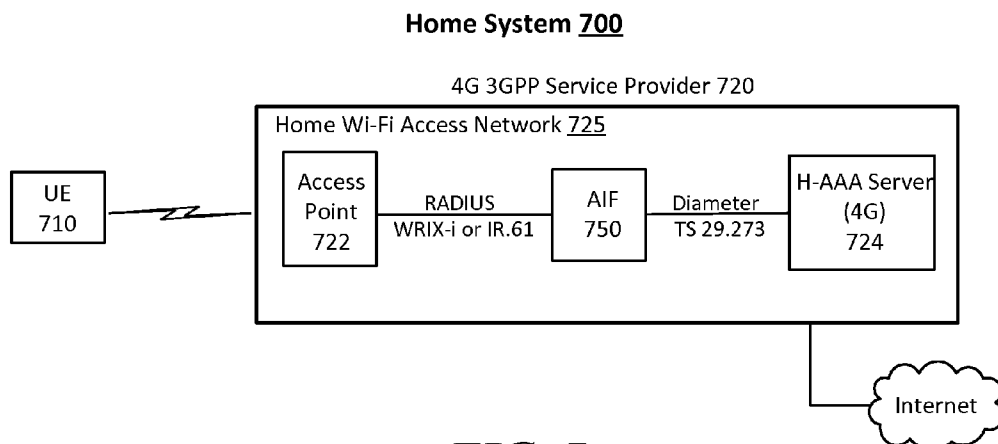 Home System 700
4G 3GPP Service Provider 720
Home Wi-Fi Access Network 725
UE
710
Access
Point
722
RADIUS
WRIX-i or IR.61
AIF
750
Diameter
TS 29.273
H-AAA Server
(4G)
724
Internet